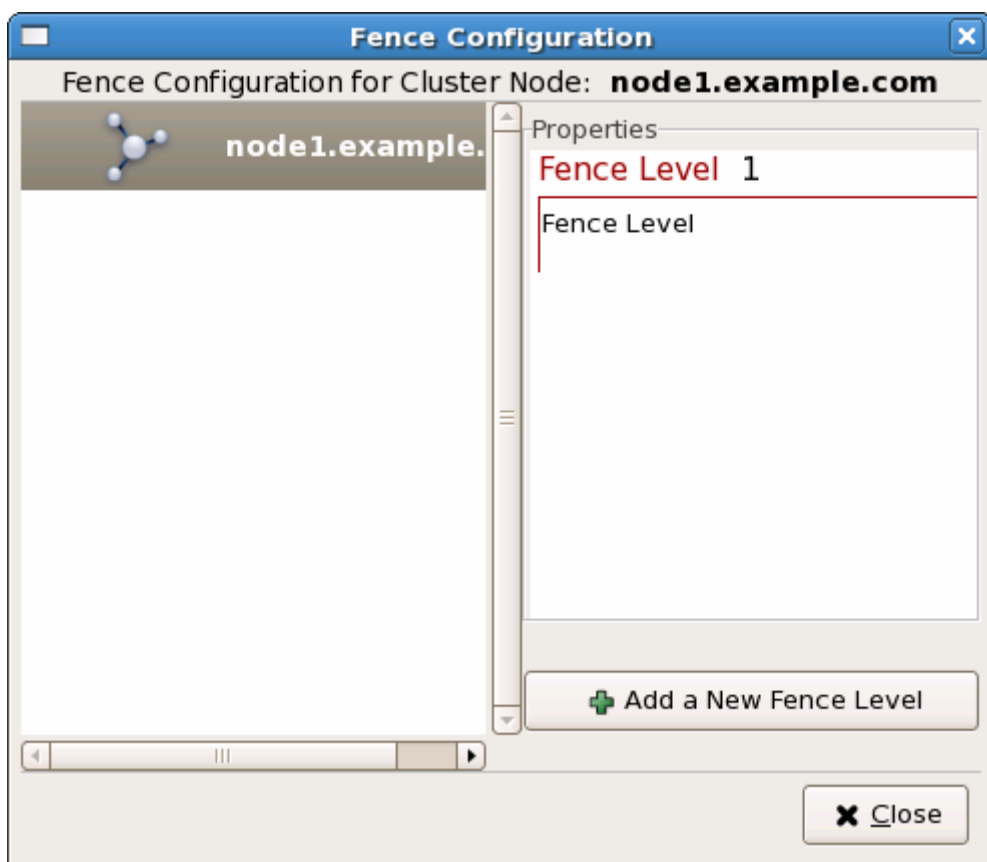 Fence Configuration
Fence Configuration for Cluster Node: node1.example.com
node1.example.
Properties
Fence Level 1
Fence Level
Add a New Fence Level
Close